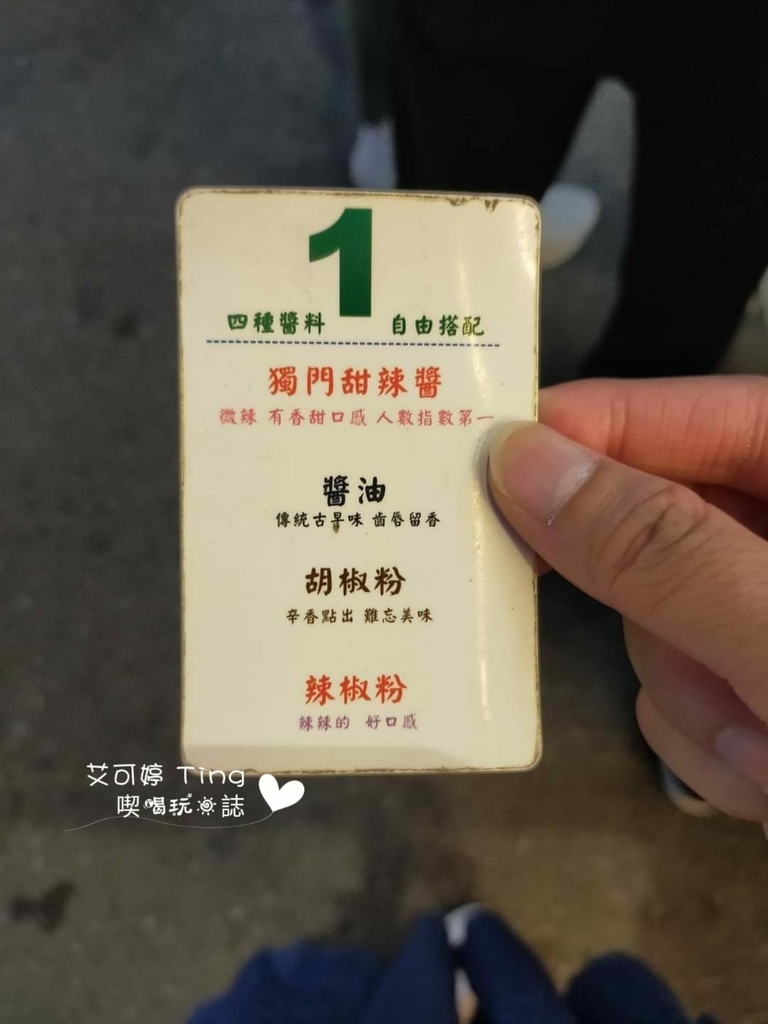 1
四種醬料 自由搭配
獨門甜辣醬
微辣 有香甜口感 人數指數第一
醬油
傳統古早味 齒唇留香
胡椒粉
辛香點出 難忘美味
辣椒粉
辣辣的 好口感
艾可婷 Ting
喫喝玩誌